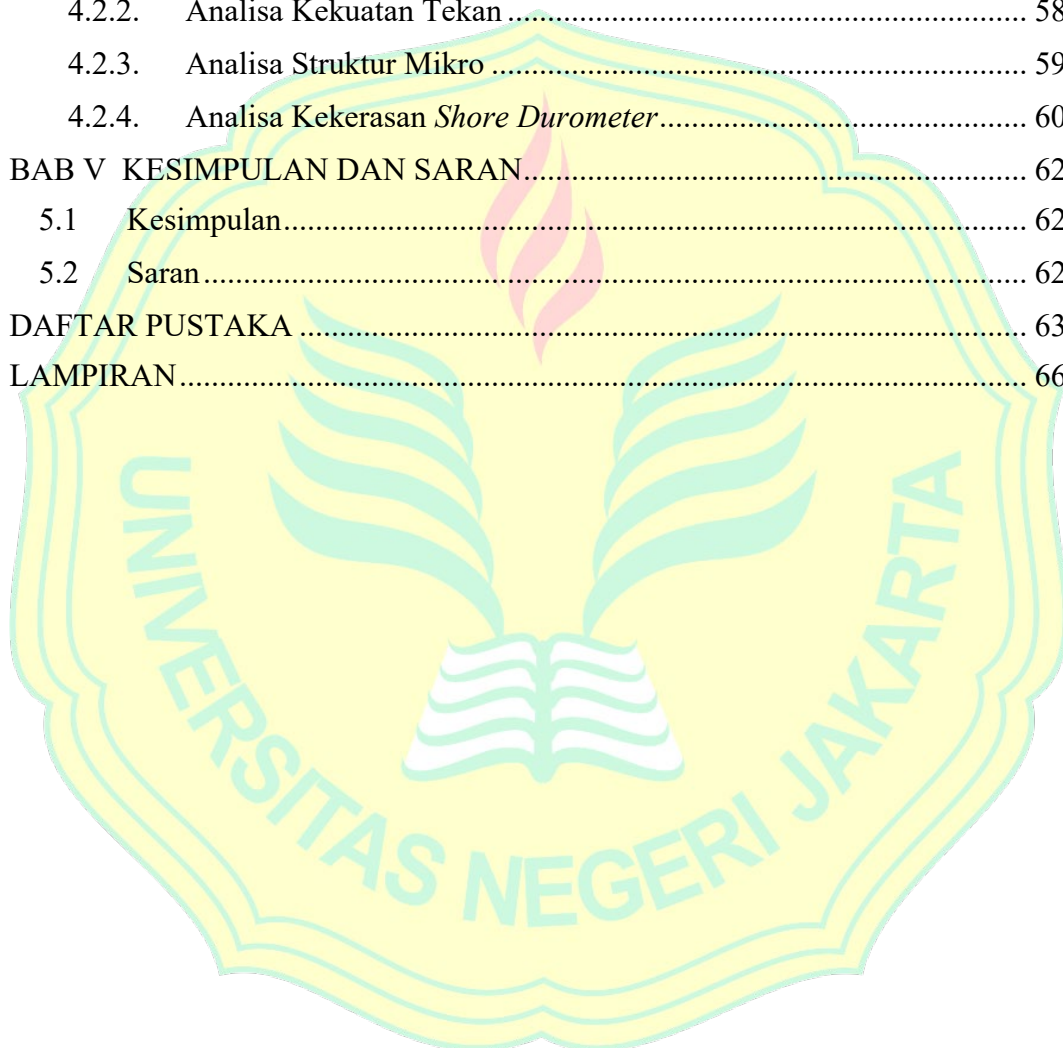 4.2.2. Analisa Kekuatan Tekan ........................................ 58
4.2.3. Analisa Struktur Mikro ........................................ 59
4.2.4. Analisa Kekerasan Shore Durometer ........................................ 60
BAB V KESIMPULAN DAN SARAN ........................................ 62
5.1 Kesimpulan ........................................ 62
5.2 Saran ........................................ 62
DAFTAR PUSTAKA ........................................ 63
LAMPIRAN ........................................ 66
UNIVERSITAS NEGERI JAKARTA